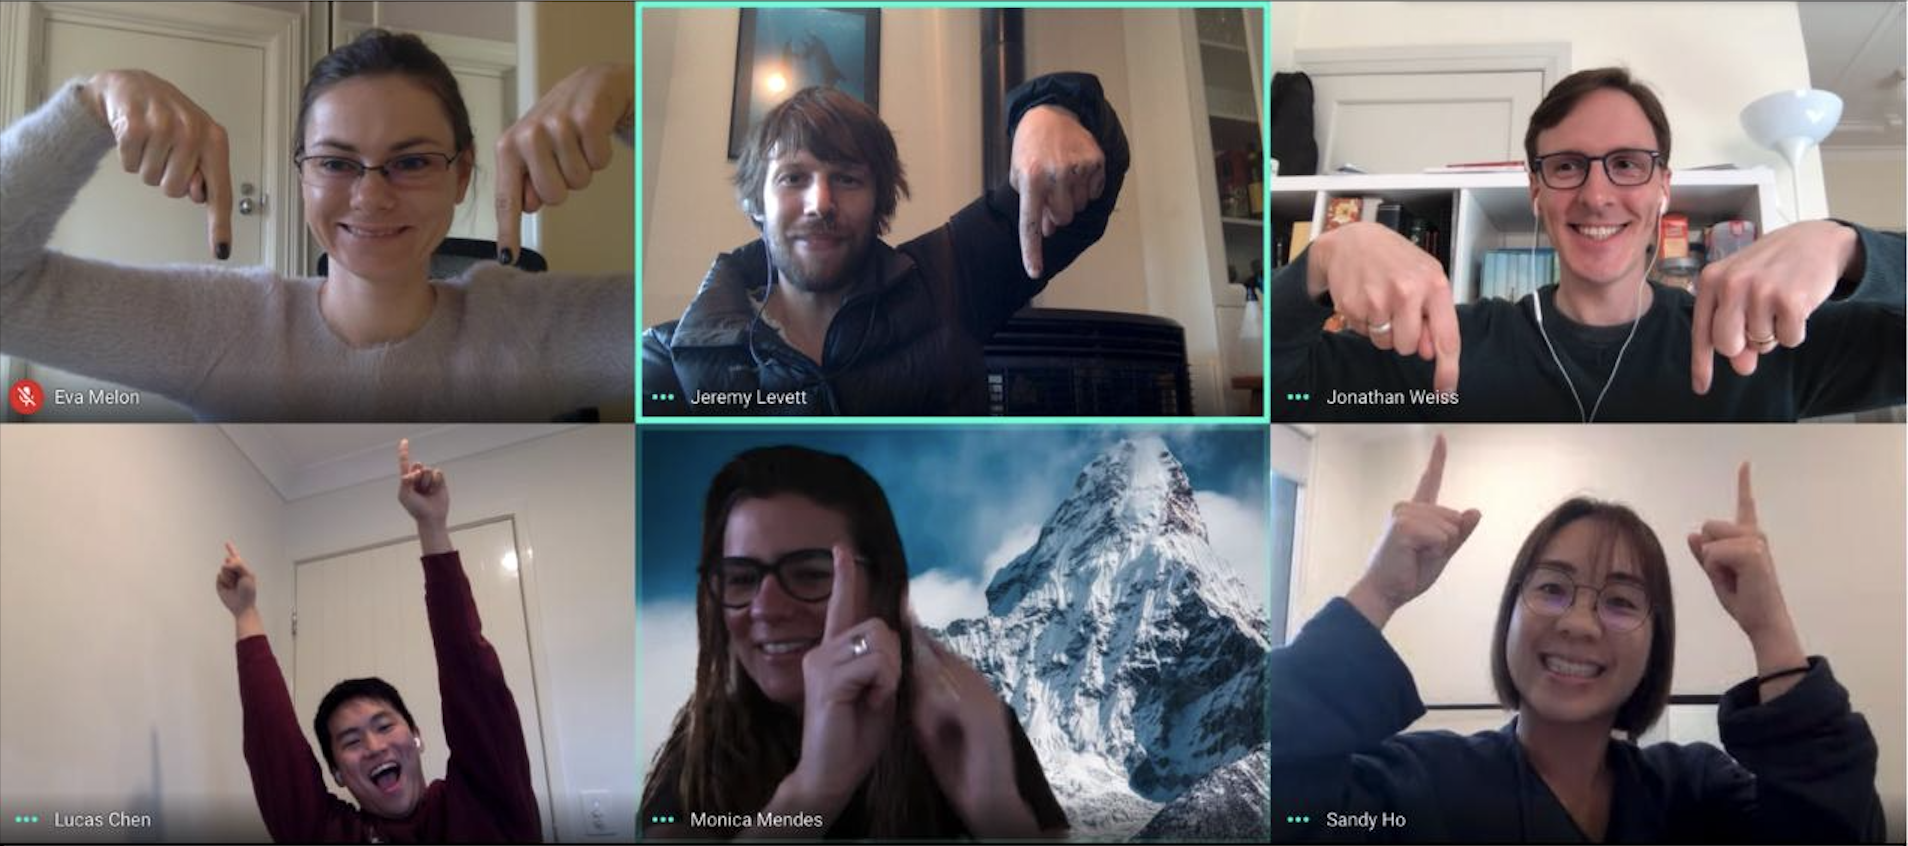 Eva Melon
Jeremy Levett
Jonathan Weiss
Lucas Chen
Monica Mendes
Sandy Ho